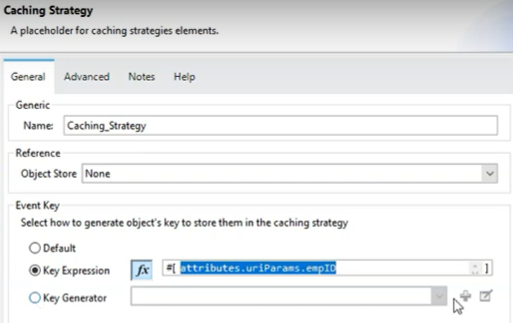 Caching Strategy
A placeholder for caching strategies elements.
General Advanced Notes Help
Generic
Name: Caching_Strategy
Reference
Object Store None
Event Key
Select how to generate object's key to store them in the caching strategy
Default
Key Expression fx #[ attributes.uriParams.empID ]
Key Generator